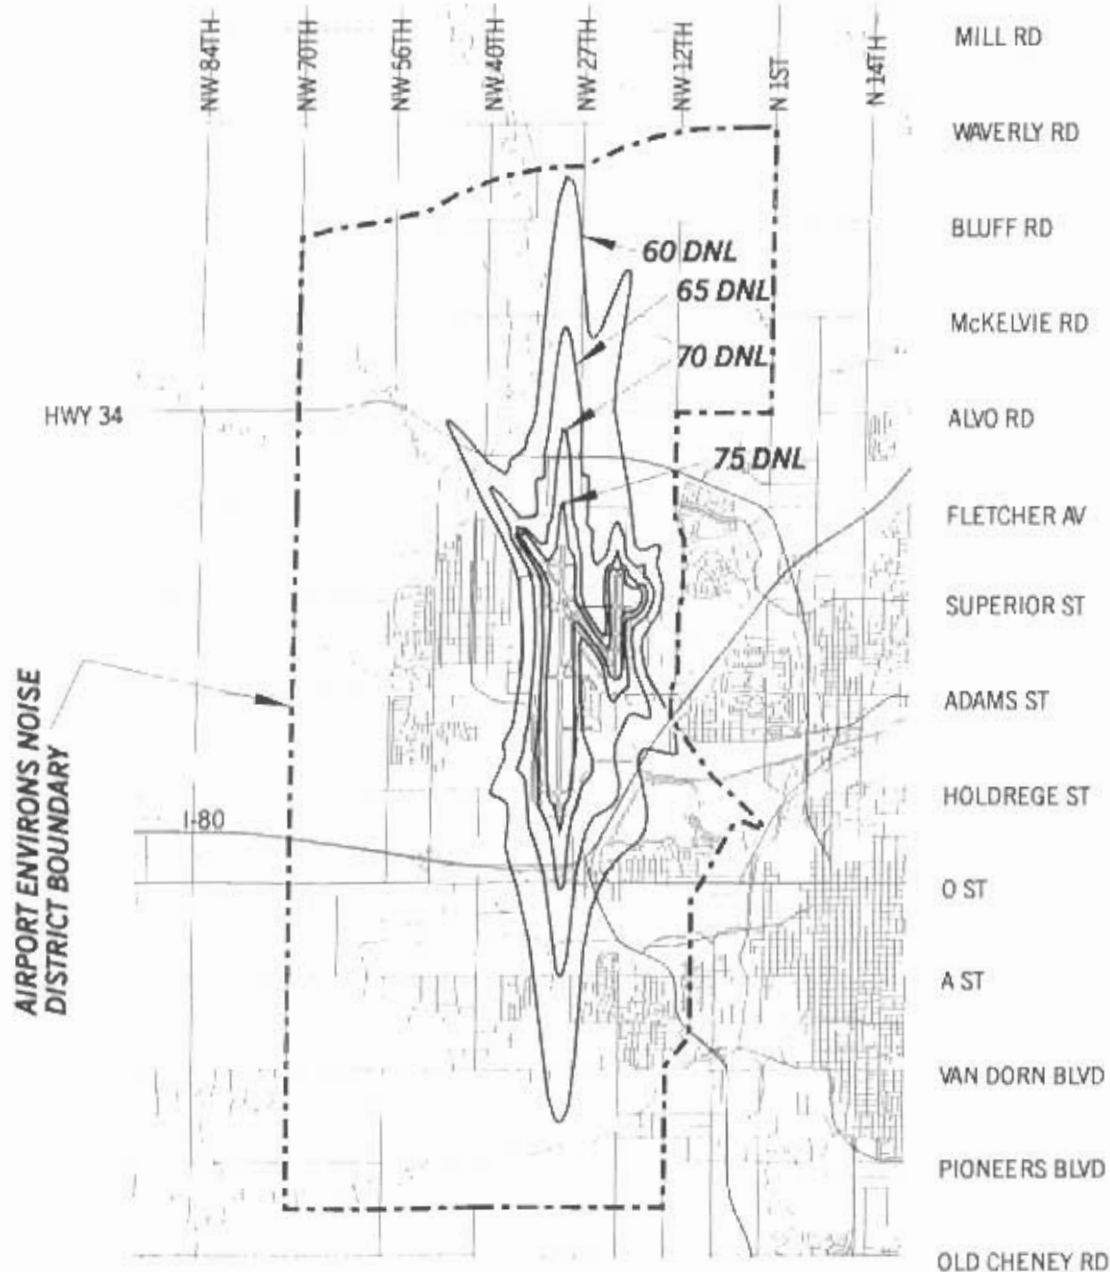 NW 84TH
NW 70TH
NW 56TH
NW 40TH
NW 27TH
NW 12TH
N 1ST
N 14TH
MILL RD
WAVERLY RD
BLUFF RD
60 DNL
65 DNL
McKELVIE RD
70 DNL
HWY 34
ALVO RD
75 DNL
FLETCHER AV
SUPERIOR ST
ADAMS ST
AIRPORT ENVIRONS NOISE
DISTRICT BOUNDARY
HOLDREGE ST
I-80
O ST
A ST
VAN DORN BLVD
PIONEERS BLVD
OLD CHENEY RD